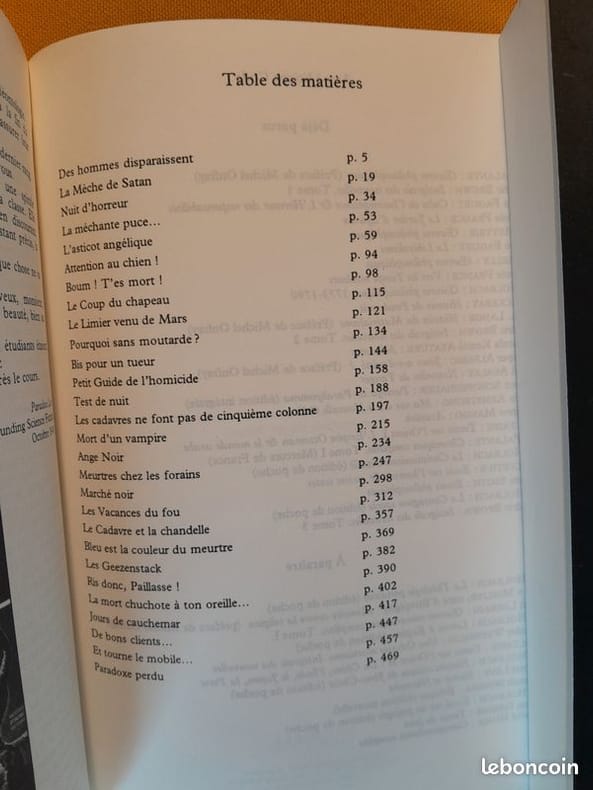 Table des matières
Des hommes disparaissent p. 5
La Mèche de Satan p. 19
Nuit d'horreur p. 34
La méchante puce... p. 53
L'asticot angélique p. 59
Attention au chien ! p. 94
Boum ! T'es mort ! p. 98
Le Coup du chapeau p. 115
Le Limier venu de Mars p. 121
Pourquoi sans moutarde ? p. 134
Bis pour un tueur p. 144
Petit Guide de l'homicide p. 158
Test de nuit p. 188
Les cadavres ne font pas de cinquième colonne p. 197
Mort d'un vampire p. 215
Ange Noir p. 234
Meurtres chez les forains p. 247
Marché noir p. 298
Les Vacances du fou p. 312
Le Cadavre et la chandelle p. 357
Bleu est la couleur du meurtre p. 369
Les Geezenstack p. 382
Ris donc, Paillasse ! p. 390
La mort chuchote à ton oreille... p. 402
Jours de cauchemar p. 417
De bons clients... p. 447
Et tourne le mobile... p. 457
Paradoxe perdu p. 469
leboncoin